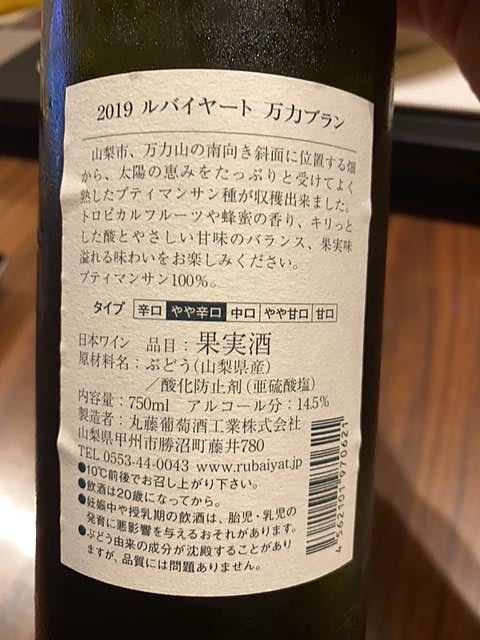 2019 ルバイヤート 万力ブラン
山梨市、万力山の南向き斜面に位置する畑
から、太陽の恵みをたっぷりと受けてよく
熟したプティマンサン種が収穫出来ました。
トロピカルフルーツや蜂蜜の香り、キリっと
した酸とやさしい甘味のバランス、果実味
溢れる味わいをお楽しみください。
プティマンサン100%。
タイプ 辛口 やや辛口 中口 やや甘口 甘口
日本ワイン 品目：果実酒
原材料名：ぶどう(山梨県産)
／酸化防止剤(亜硫酸塩)
内容量：750ml アルコール分：14.5%
製造者：丸藤葡萄酒工業株式会社
山梨県甲州市勝沼町藤井780
TEL 0553-44-0043 www.rubaiyat.jp
●10℃前後でお召し上がり下さい。
●飲酒は20歳になってから。
●妊娠中や授乳期の飲酒は、胎児・乳児の
発育に悪影響を与えるおそれがあります。
●ぶどう由来の成分が沈殿することがあり
ますが、品質には問題ありません。
4 562101 970621